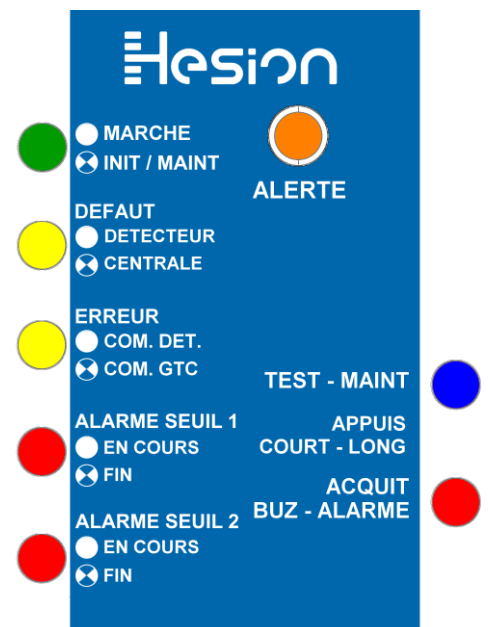 Hesion
MARCHE
INIT / MAINT
ALERTE
DEFAUT
DETECTEUR
CENTRALE
ERREUR
COM. DET.
COM. GTC
TEST - MAINT
ALARME SEUIL 1
EN COURS
FIN
APPUIS
COURT - LONG
ACQUIT
BUZ - ALARME
ALARME SEUIL 2
EN COURS
FIN